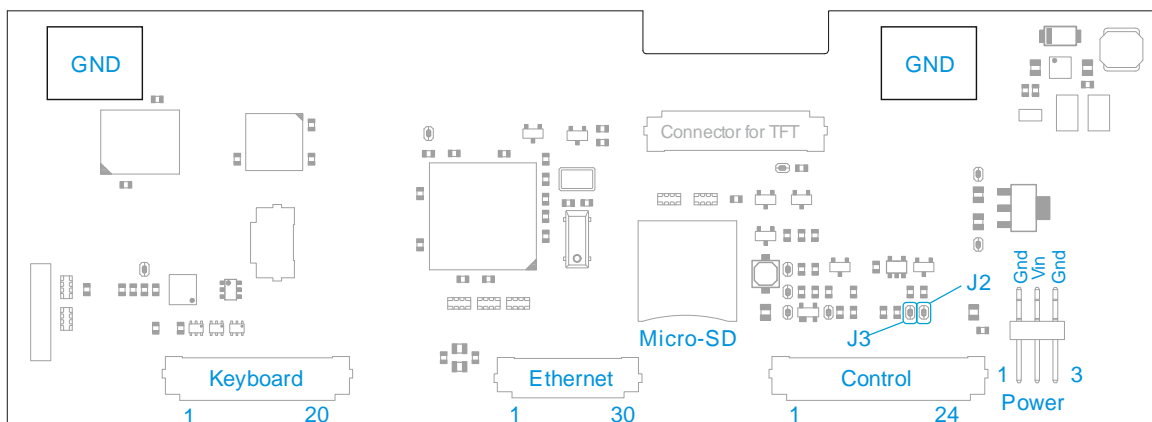 GND
GND
Connector for TFT
Gnd
Vin
Gnd
J2
J3
Micro-SD
Keyboard
Ethernet
Control
1
3
1
20
1
30
1
24
Power